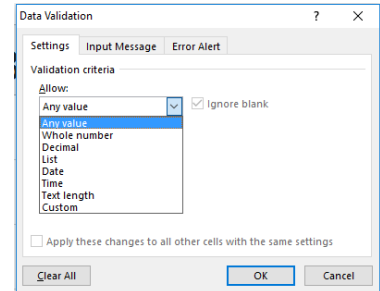 Data Validation ? X
Settings Input Message Error Alert
Validation criteria
Allow:
Any value Ignore blank
Any value
Whole number
Decimal
List
Date
Time
Text length
Custom
Apply these changes to all other cells with the same settings
Clear All OK Cancel